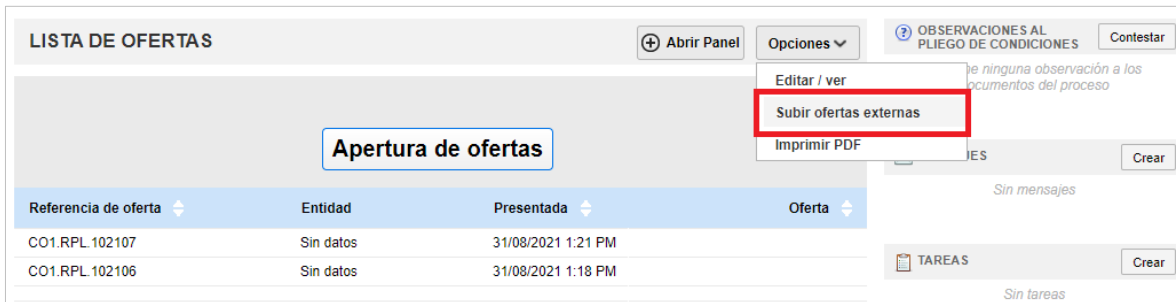 LISTA DE OFERTAS
Abrir Panel
Opciones
Editar / ver
Subir ofertas externas
Imprimir PDF
Apertura de ofertas
Referencia de oferta
Entidad
Presentada
Oferta
CO1.RPL.102107
Sin datos
31/08/2021 1:21 PM
CO1.RPL.102106
Sin datos
31/08/2021 1:18 PM
OBSERVACIONES AL
PLIEGO DE CONDICIONES
Contestar
ninguna observación a los
del proceso
Crear
Sin mensajes
TAREAS
Crear
Sin tareas